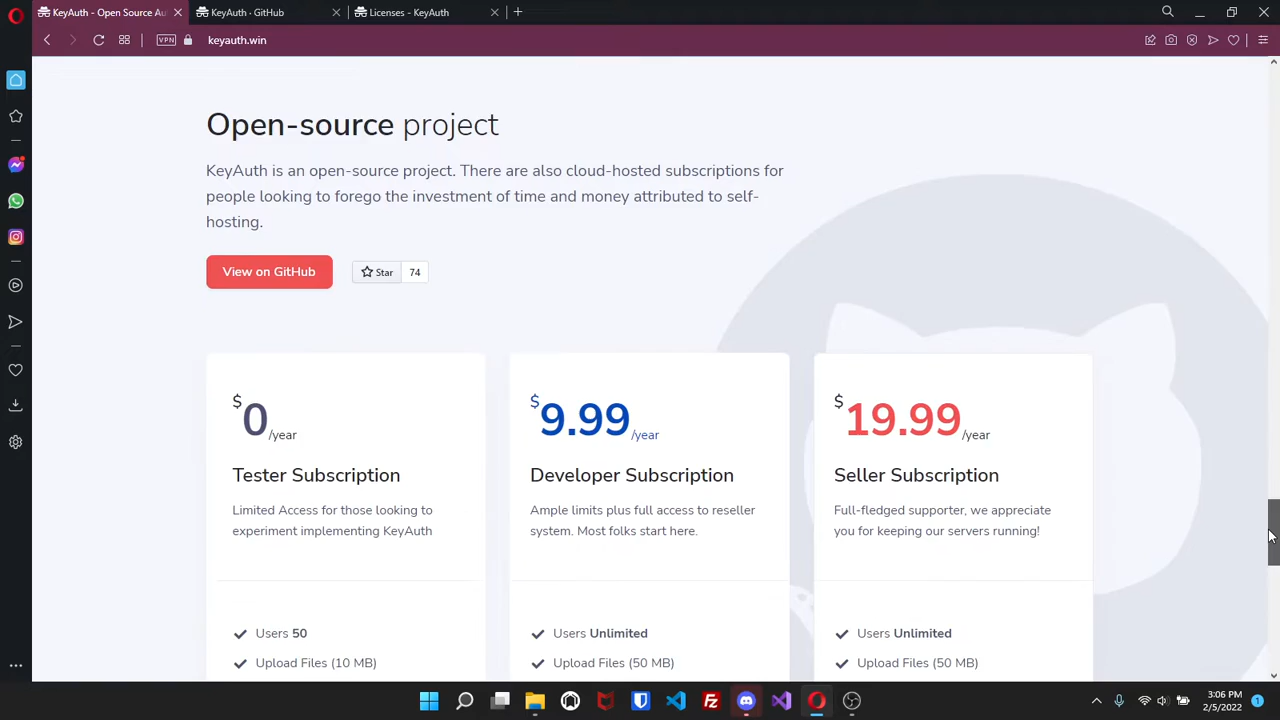 KeyAuth - Open Source Au
KeyAuth · GitHub
Licenses - KeyAuth
VPN
keyauth.win
Open-source project
KeyAuth is an open-source project. There are also cloud-hosted subscriptions for
people looking to forego the investment of time and money attributed to self-
hosting.
View on GitHub
Star
74
$0/year
Tester Subscription
Limited Access for those looking to
experiment implementing KeyAuth
Users 50
Upload Files (10 MB)
$9.99/year
Developer Subscription
Ample limits plus full access to reseller
system. Most folks start here.
Users Unlimited
Upload Files (50 MB)
$19.99/year
Seller Subscription
Full-fledged supporter, we appreciate
you for keeping our servers running!
Users Unlimited
Upload Files (50 MB)
3:06 PM
2/5/2022
1